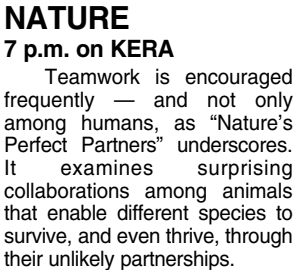 NATURE
7 p.m. on KERA
Teamwork is encouraged
frequently — and not only
among humans, as “Nature’s
Perfect Partners” underscores.
It examines surprising
collaborations among animals
that enable different species to
survive, and even thrive, through
their unlikely partnerships.